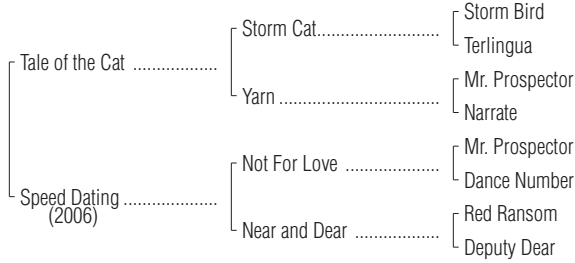 Storm Bird
Storm Cat.............................
Terlingua
Tale of the Cat ..................
Mr. Prospector
Yarn ......................................
Narrate
Mr. Prospector
Not For Love ......................
Dance Number
Speed Dating ....................
(2006)
Red Ransom
Near and Dear ....................
Deputy Dear